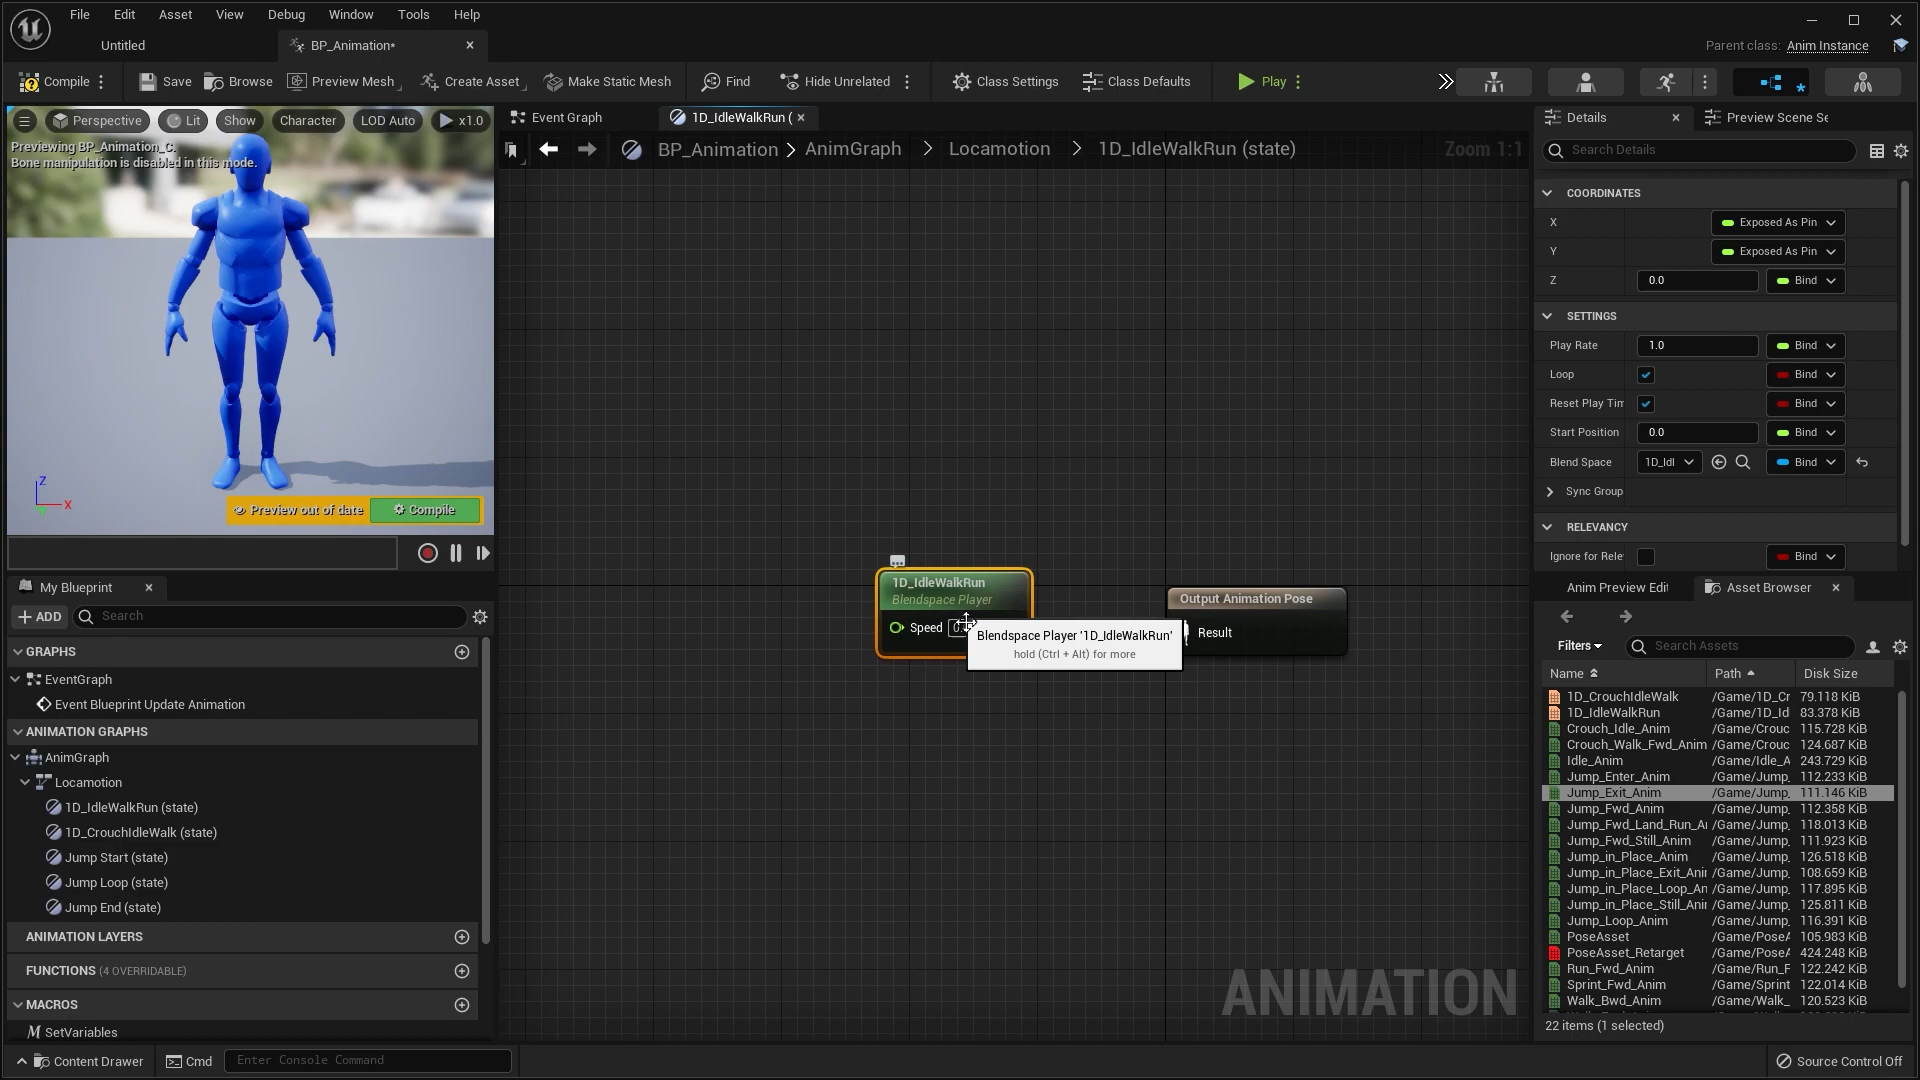 File Edit Asset View Debug Window Tools Help
Untitled
BP_Animation*
Parent class: Anim Instance
Compile
Save
Browse
Preview Mesh
Create Asset
Make Static Mesh
Find
Hide Unrelated
Class Settings
Class Defaults
Play
Perspective
Lit
Show
Character
LOD Auto
x1.0
Previewing BP_Animation_C.
Bone manipulation is disabled in this mode.
Z
X
Preview out of date
Compile
Event Graph
1D_IdleWalkRun (
BP_Animation > AnimGraph > Locamotion > 1D_IdleWalkRun (state)
Zoom 1:1
1D_IdleWalkRun
Blendspace Player
Speed
Blendspace Player '1D_IdleWalkRun'
hold (Ctrl + Alt) for more
Output Animation Pose
Result
ANIMATION
My Blueprint
ADD
Search
GRAPHS
EventGraph
Event Blueprint Update Animation
ANIMATION GRAPHS
AnimGraph
Locamotion
1D_IdleWalkRun (state)
1D_CrouchIdleWalk (state)
Jump Start (state)
Jump Loop (state)
Jump End (state)
ANIMATION LAYERS
FUNCTIONS (4 OVERRIDABLE)
MACROS
SetVariables
Details
Preview Scene Se
Search Details
COORDINATES
X Exposed As Pin
Y Exposed As Pin
Z 0.0 Bind
SETTINGS
Play Rate 1.0 Bind
Loop Bind
Reset Play Tim Bind
Start Position 0.0 Bind
Blend Space 1D_Idl Bind
Sync Group
RELEVANCY
Ignore for Rele Bind
Anim Preview Edit
Asset Browser
Filters
Search Assets
Name Path Disk Size
1D_CrouchIdleWalk /Game/1D_Cr 79.118 KiB
1D_IdleWalkRun /Game/1D_Id 83.378 KiB
Crouch_Idle_Anim /Game/Crouc 115.728 KiB
Crouch_Walk_Fwd_Anim /Game/Crouc 124.687 KiB
Idle_Anim /Game/Idle_A 243.729 KiB
Jump_Enter_Anim /Game/Jump_ 112.233 KiB
Jump_Exit_Anim /Game/Jump_ 111.146 KiB
Jump_Fwd_Anim /Game/Jump_ 112.358 KiB
Jump_Fwd_Land_Run_A /Game/Jump_ 118.013 KiB
Jump_Fwd_Still_Anim /Game/Jump_ 111.923 KiB
Jump_in_Place_Anim /Game/Jump_ 126.518 KiB
Jump_in_Place_Exit_Ani /Game/Jump_ 108.659 KiB
Jump_in_Place_Loop_An /Game/Jump_ 117.895 KiB
Jump_in_Place_Still_Ani /Game/Jump_ 125.811 KiB
Jump_Loop_Anim /Game/Jump_ 116.391 KiB
PoseAsset /Game/PoseA 105.983 KiB
PoseAsset_Retarget /Game/PoseA 424.248 KiB
Run_Fwd_Anim /Game/Run_F 122.242 KiB
Sprint_Fwd_Anim /Game/Sprint 122.014 KiB
Walk_Bwd_Anim /Game/Walk_ 120.523 KiB
22 items (1 selected)
Content Drawer
Cmd
Enter Console Command
Source Control Off